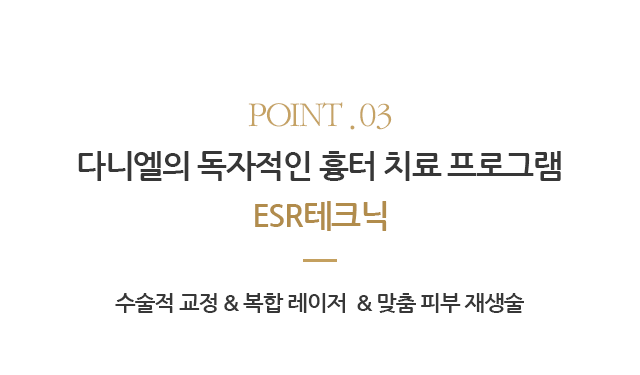 POINT . 03
다니엘의 독자적인 흉터 치료 프로그램
ESR테크닉
수술적 교정 & 복합 레이저 & 맞춤 피부 재생술